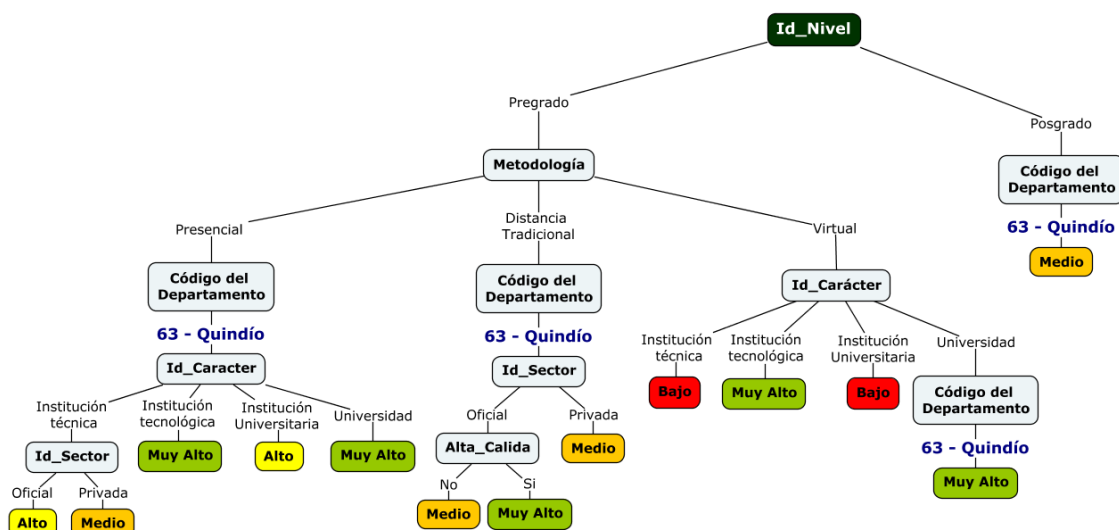 Id_Nivel
Pregrado
Posgrado
Metodología
Código del
Departamento
63 - Quindío
Medio
Presencial
Distancia
Tradicional
Virtual
Código del
Departamento
63 - Quindío
Id_Caracter
Código del
Departamento
63 - Quindío
Id_Sector
Id_Carácter
Institución
técnica
Institución
tecnológica
Institución
Universitaria
Universidad
Bajo
Muy Alto
Bajo
Código del
Departamento
63 - Quindío
Muy Alto
Institución
técnica
Institución
tecnológica
Institución
Universitaria
Universidad
Id_Sector
Muy Alto
Alto
Muy Alto
Oficial
Privada
Alto
Medio
Oficial
Privada
Alta_Calida
Medio
No
Si
Medio
Muy Alto